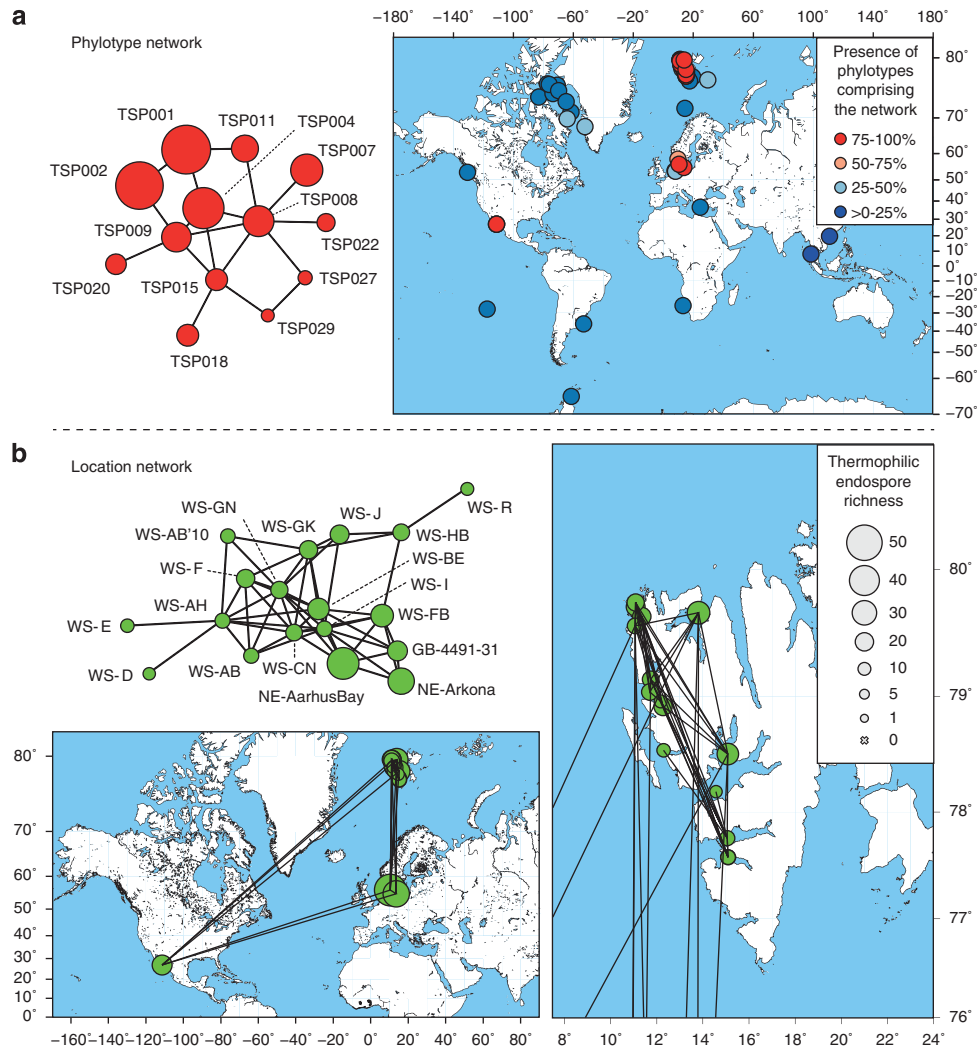 a
Phylotype network
TSP001
TSP011
TSP004
TSP002
TSP007
TSP008
TSP009
TSP022
TSP020
TSP015
TSP027
TSP029
TSP018
−180˚ −140˚ −100˚ −60˚ −20˚ 20˚ 60˚ 100˚ 140˚ 180˚
Presence of
phylotypes
comprising
the network
75-100%
50-75%
25-50%
>0-25%
80˚
70˚
60˚
50˚
40˚
30˚
20˚
10˚
0˚
−10˚
−20˚
−30˚
−40˚
−50˚
−60˚
−70˚
b
Location network
WS-GN
WS-J
WS-R
WS-AB'10
WS-GK
WS-HB
WS-BE
WS-F
WS-I
WS-AH
WS-FB
WS-E
GB-4491-31
WS-D
WS-AB
WS-CN
NE-AarhusBay
NE-Arkona
80˚
70˚
60˚
50˚
40˚
30˚
20˚
10˚
0˚
−160˚ −140˚ −120˚ −100˚ −80˚ −60˚ −40˚ −20˚ 0˚ 20˚ 40˚ 60˚ 80˚
Thermophilic
endospore
richness
50
40
30
20
10
5
1
0
80˚
79˚
78˚
77˚
76˚
8˚ 10˚ 12˚ 14˚ 16˚ 18˚ 20˚ 22˚ 24˚